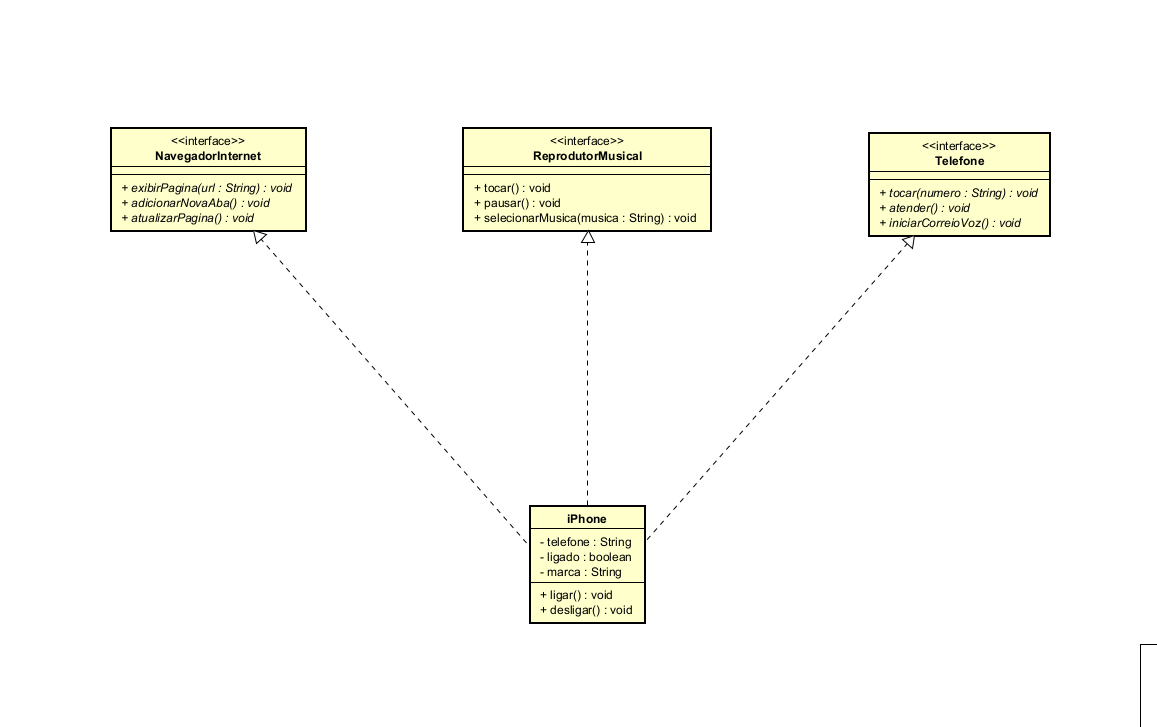 <<interface>>
NavegadorInternet
+ exibirPagina(url : String) : void
+ adicionarNovaAba() : void
+ atualizarPagina() : void
<<interface>>
ReprodutorMusical
+ tocar() : void
+ pausar() : void
+ selecionarMusica(musica : String) : void
<<interface>>
Telefone
+ tocar(numero : String) : void
+ atender() : void
+ iniciarCorreioVoz() : void
iPhone
- telefone : String
- ligado : boolean
- marca : String
+ ligar() : void
+ desligar() : void